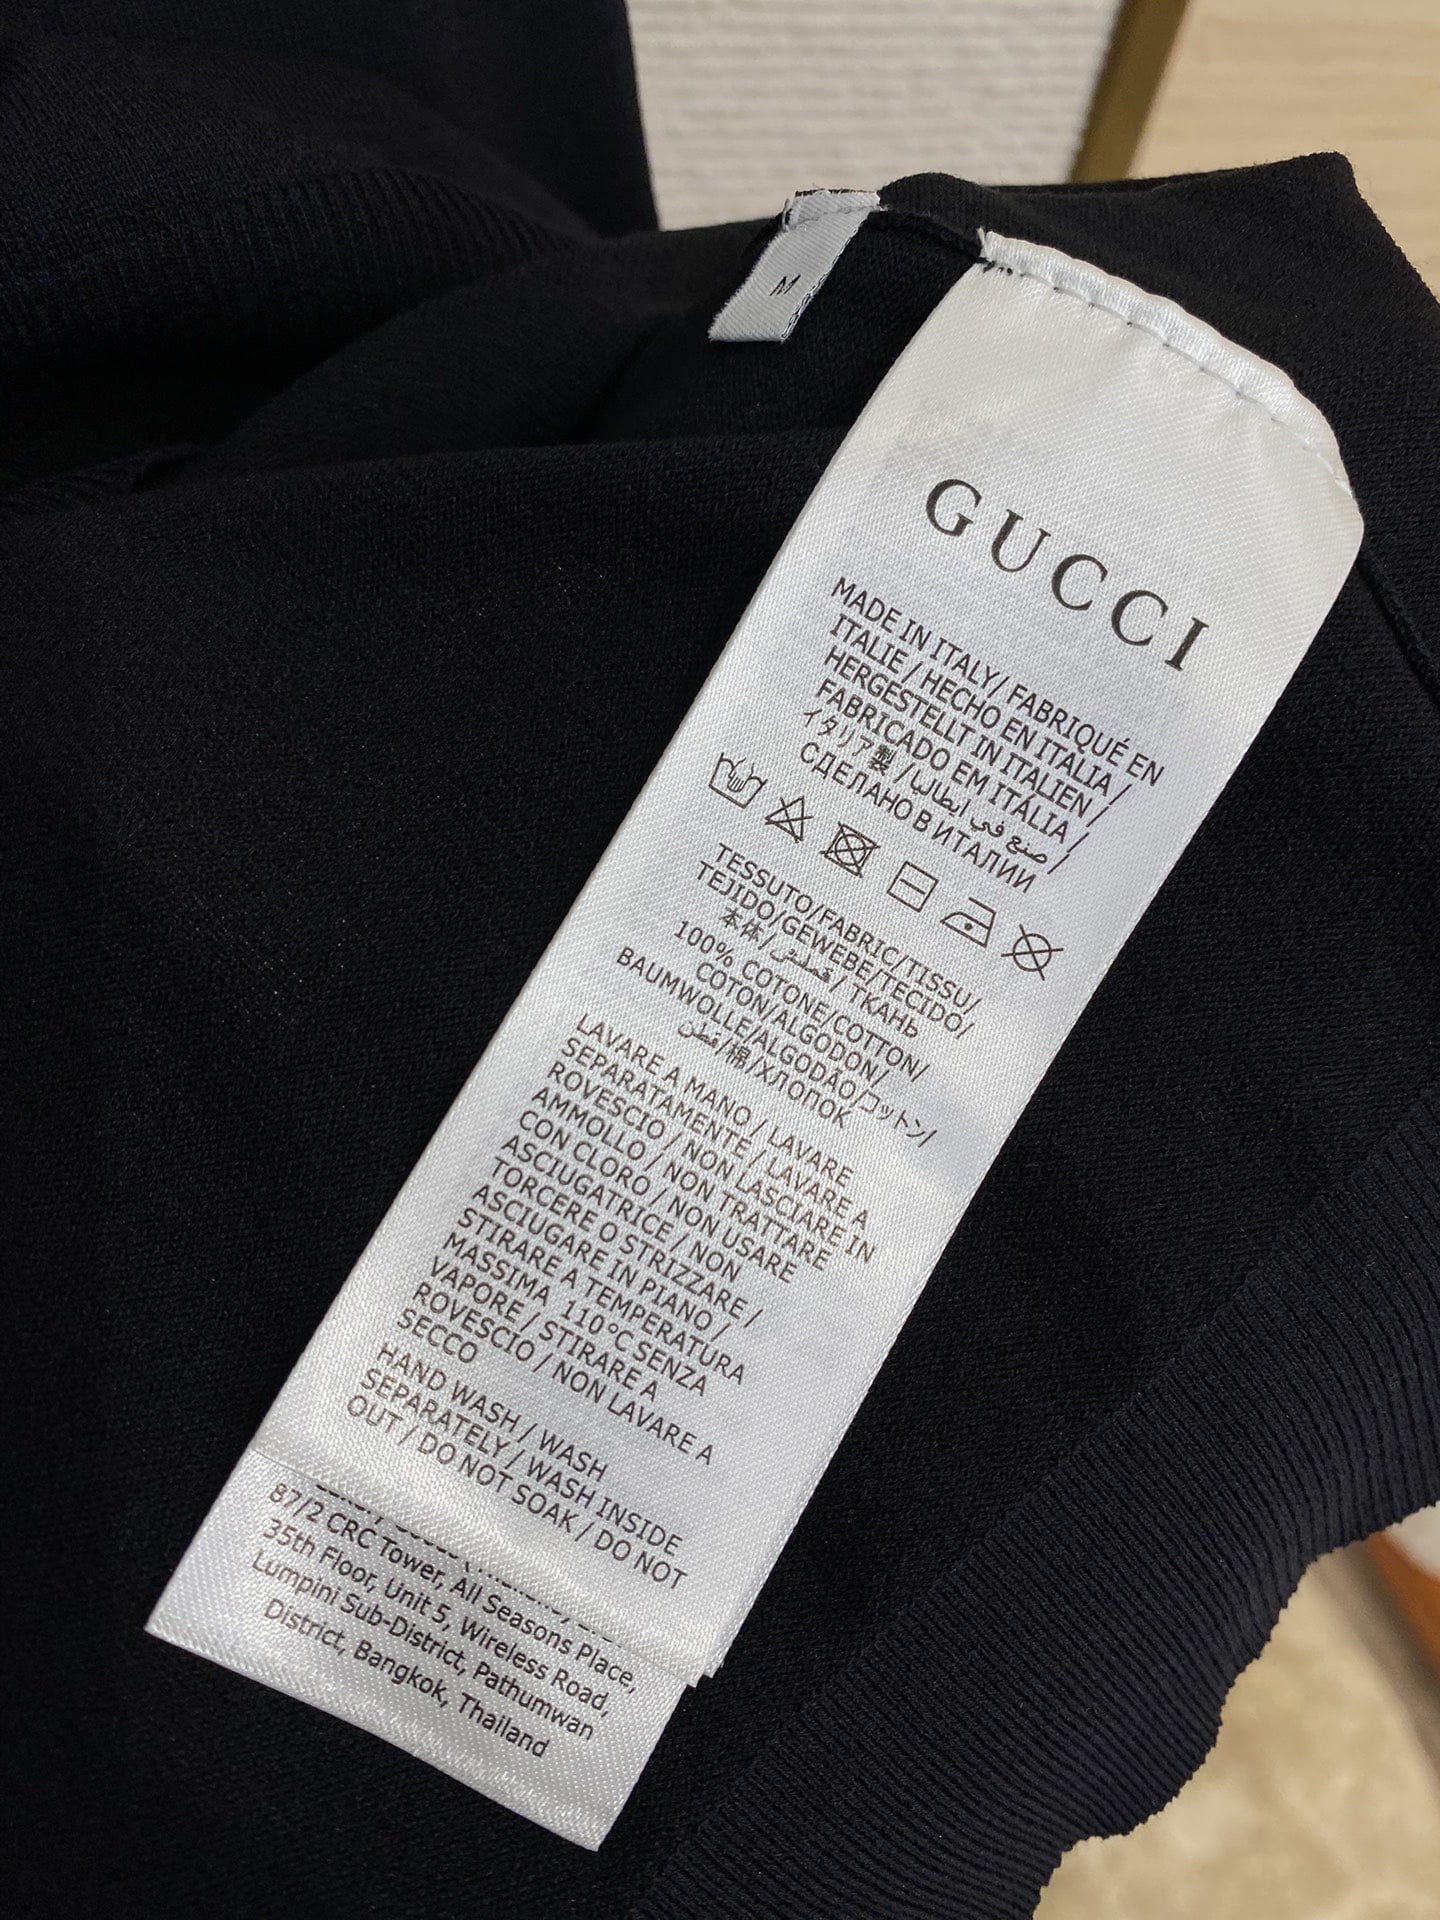 M
GUCCI
MADE IN ITALY/ FABRIQUÉ EN
ITALIE / HECHO EN ITALIA /
HERGESTELLT IN ITALIEN /
FABRICADO EM ITÁLIA /
イタリア製 / صنع في ايطاليا /
СДЕЛАНО В ИТАЛИИ
TESSUTO/FABRIC/TISSU/
TEJIDO/GEWEBE/TECIDO/
本体/قطنش/ ТКАНЬ
100% COTONE/COTTON/
COTON/ALGODON/
BAUMWOLLE/ALGODÃO/コットン/
قطن/棉/ХЛОПОК
LAVARE A MANO / LAVARE
SEPARATAMENTE / LAVARE A
ROVESCIO / NON LASCIARE IN
AMMOLLO / NON TRATTARE
CON CLORO / NON USARE
ASCIUGATRICE / NON
TORCERE O STRIZZARE /
ASCIUGARE IN PIANO /
STIRARE A TEMPERATURA
MASSIMA 110°C SENZA
VAPORE / STIRARE A
ROVESCIO / NON LAVARE A
SECCO
HAND WASH / WASH
SEPARATELY / WASH INSIDE
OUT / DO NOT SOAK / DO NOT
87/2 CRC Tower, All Seasons Place,
35th Floor, Unit 5, Wireless Road,
Lumpini Sub-District, Pathumwan
District, Bangkok, Thailand